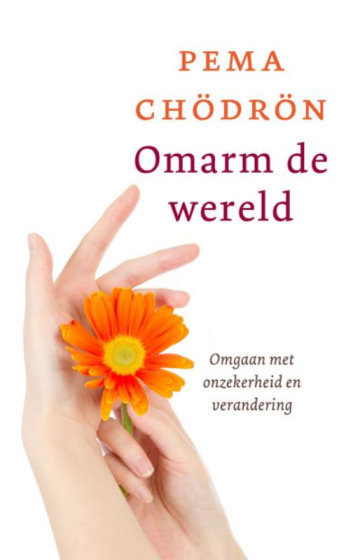 PEMA
CHÖDRÖN
Omarm de
wereld
Omgaan met
onzekerheid en
verandering